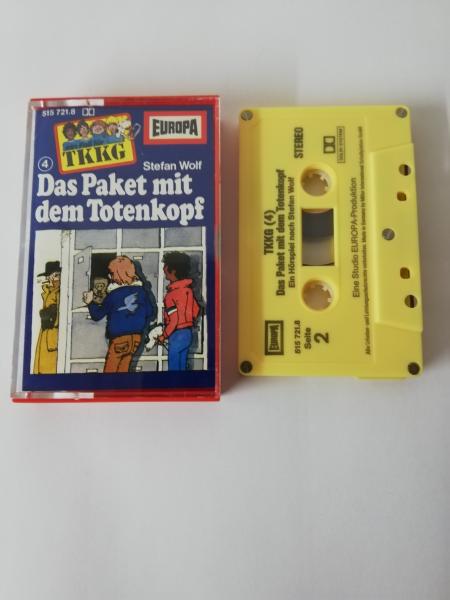 515 721.8
TKKG
EUROPA
4
Stefan Wolf
Das Paket mit
dem Totenkopf
STEREO
TKKG (4)
Das Paket mit dem Totenkopf
Ein Hörspiel nach Stefan Wolf
Eine Studio EUROPA-Produktion
EUROPA
515 721.8
Seite
2